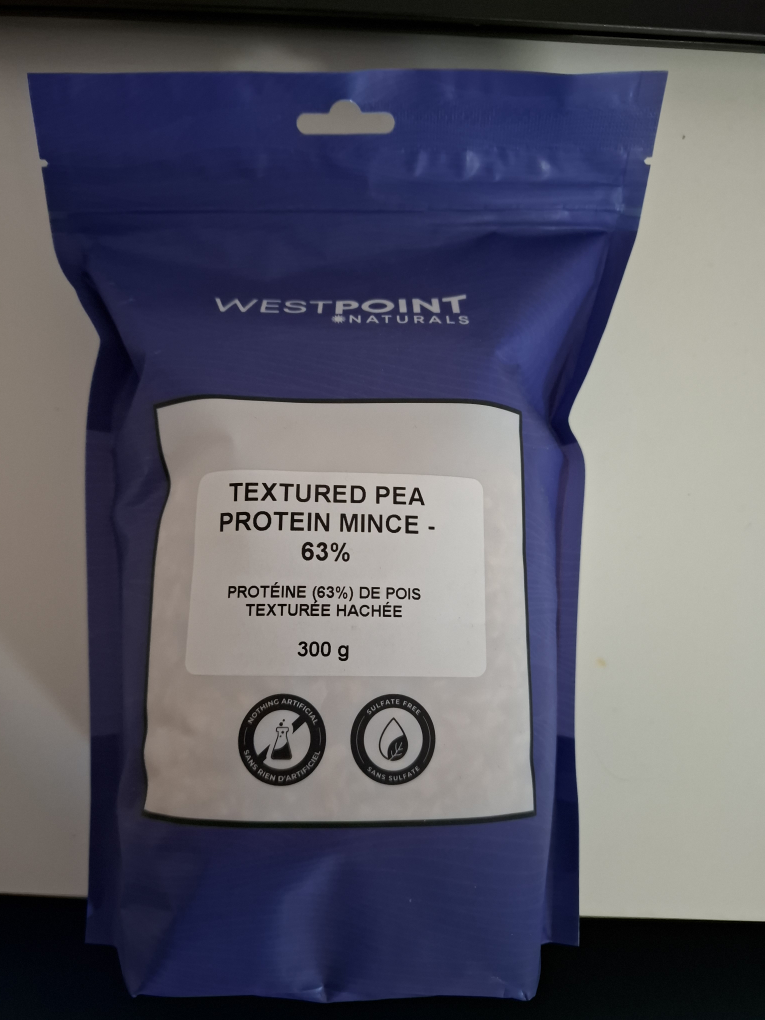 WESTPOINT
NATURALS
TEXTURED PEA
PROTEIN MINCE -
63%
PROTÉINE (63%) DE POIS
TEXTURÉE HACHÉE
300 g
NOTHING ARTIFICIAL
SANS RIEN D'ARTIFICIEL
SULFATE FREE
SANS SULFATE